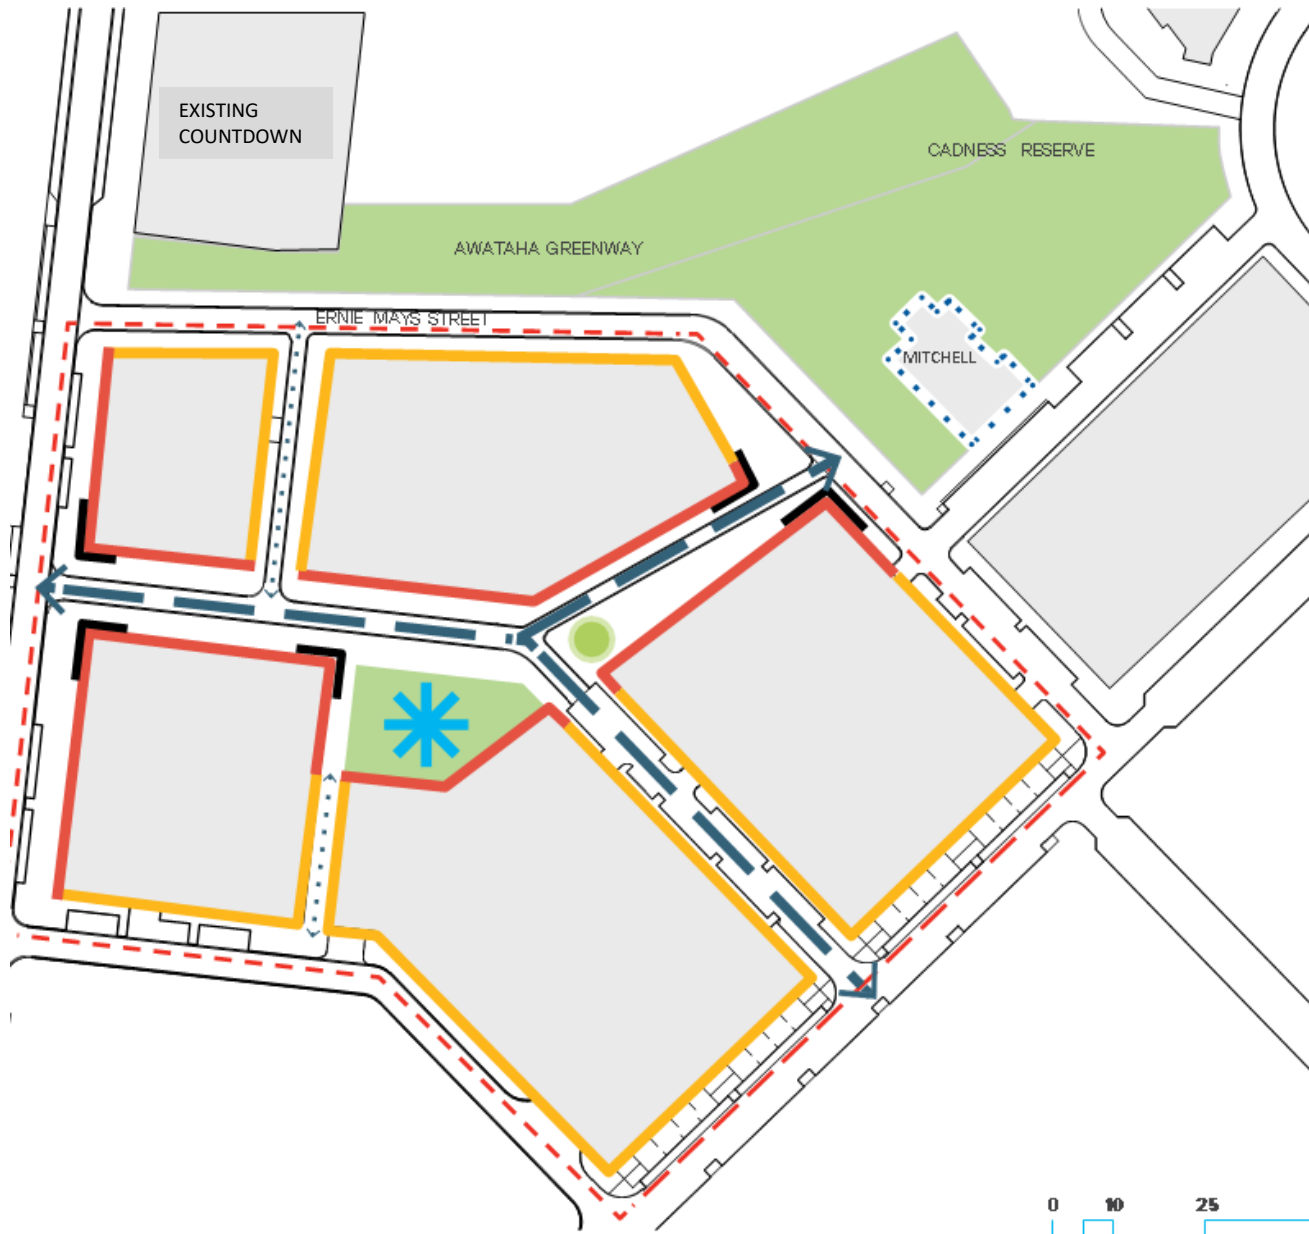 EXISTING
COUNTDOWN
CADNESS RESERVE
AWATAHA GREENWAY
ERNIE MAYS STREET
MITCHELL
0 10 25